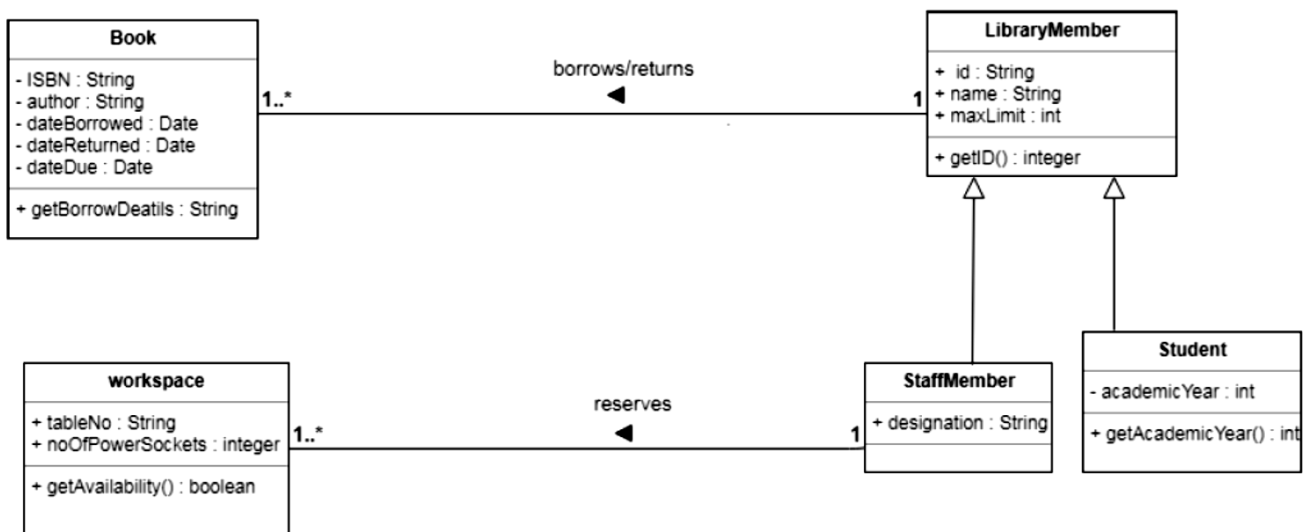 Book
- ISBN : String
- author : String
- dateBorrowed : Date
- dateReturned : Date
- dateDue : Date
+ getBorrowDeatils : String
1..*
borrows/returns
1
LibraryMember
+ id : String
+ name : String
+ maxLimit : int
+ getID() : integer
workspace
+ tableNo : String
+ noOfPowerSockets : integer
+ getAvailability() : boolean
1..*
reserves
1
StaffMember
+ designation : String
Student
- academicYear : int
+ getAcademicYear() : int